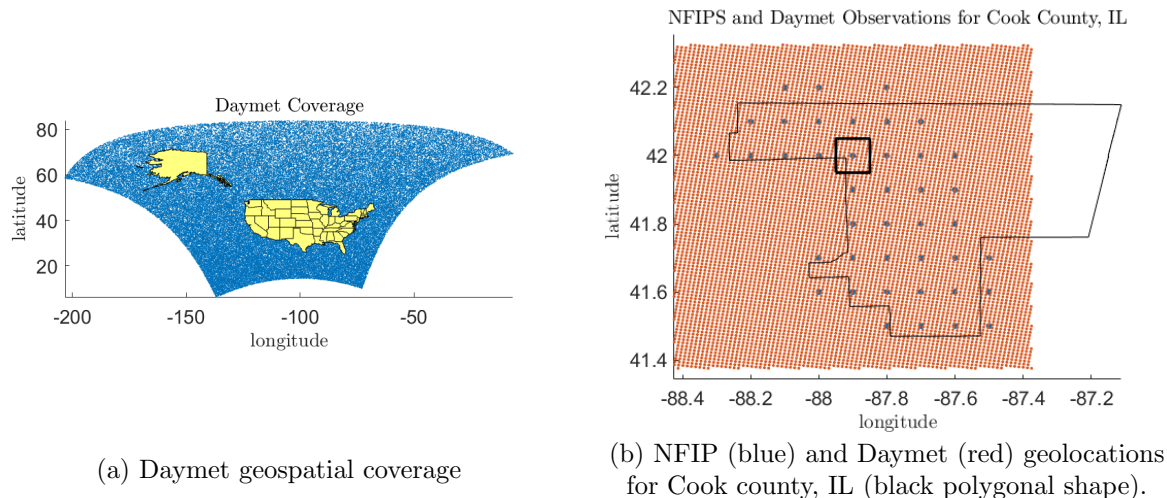 Daymet Coverage
80
60
40
20
latitude
-200
-150
-100
-50
longitude
(a) Daymet geospatial coverage
NFIPS and Daymet Observations for Cook County, IL
42.2
42
41.8
41.6
41.4
latitude
-88.4
-88.2
-88
-87.8
-87.6
-87.4
-87.2
longitude
(b) NFIP (blue) and Daymet (red) geolocations
for Cook county, IL (black polygonal shape).